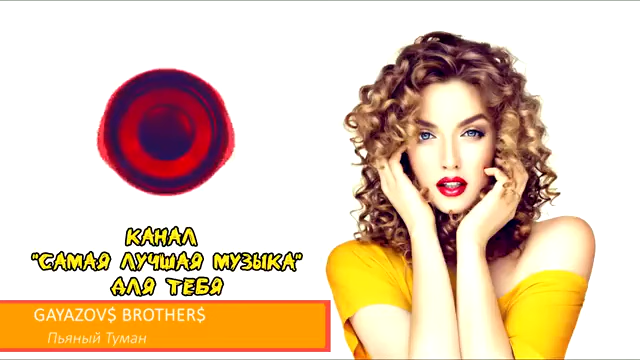 КАНАЛ
"САМАЯ ЛУЧШАЯ МУЗЫКА"
ДЛЯ ТЕБЯ
GAYAZOV$ BROTHER$
Пьяный Туман